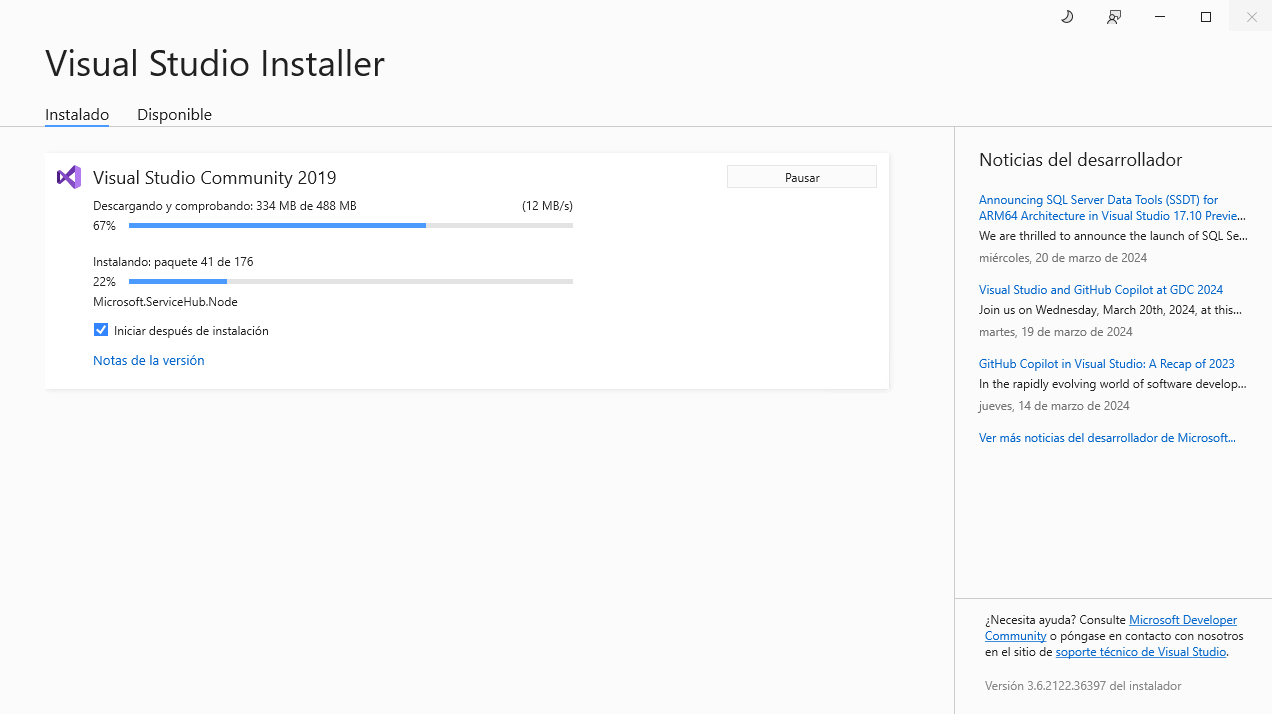 Visual Studio Installer
Instalado
Disponible
Visual Studio Community 2019
Pausar
Descargando y comprobando: 334 MB de 488 MB
(12 MB/s)
67%
Instalando: paquete 41 de 176
22%
Microsoft.ServiceHub.Node
Iniciar después de instalación
Notas de la versión
Noticias del desarrollador
Announcing SQL Server Data Tools (SSDT) for
ARM64 Architecture in Visual Studio 17.10 Previe...
We are thrilled to announce the launch of SQL Se...
miércoles, 20 de marzo de 2024
Visual Studio and GitHub Copilot at GDC 2024
Join us on Wednesday, March 20th, 2024, at this...
martes, 19 de marzo de 2024
GitHub Copilot in Visual Studio: A Recap of 2023
In the rapidly evolving world of software develop...
jueves, 14 de marzo de 2024
Ver más noticias del desarrollador de Microsoft...
¿Necesita ayuda? Consulte Microsoft Developer
Community o póngase en contacto con nosotros
en el sitio de soporte técnico de Visual Studio.
Versión 3.6.2122.36397 del instalador